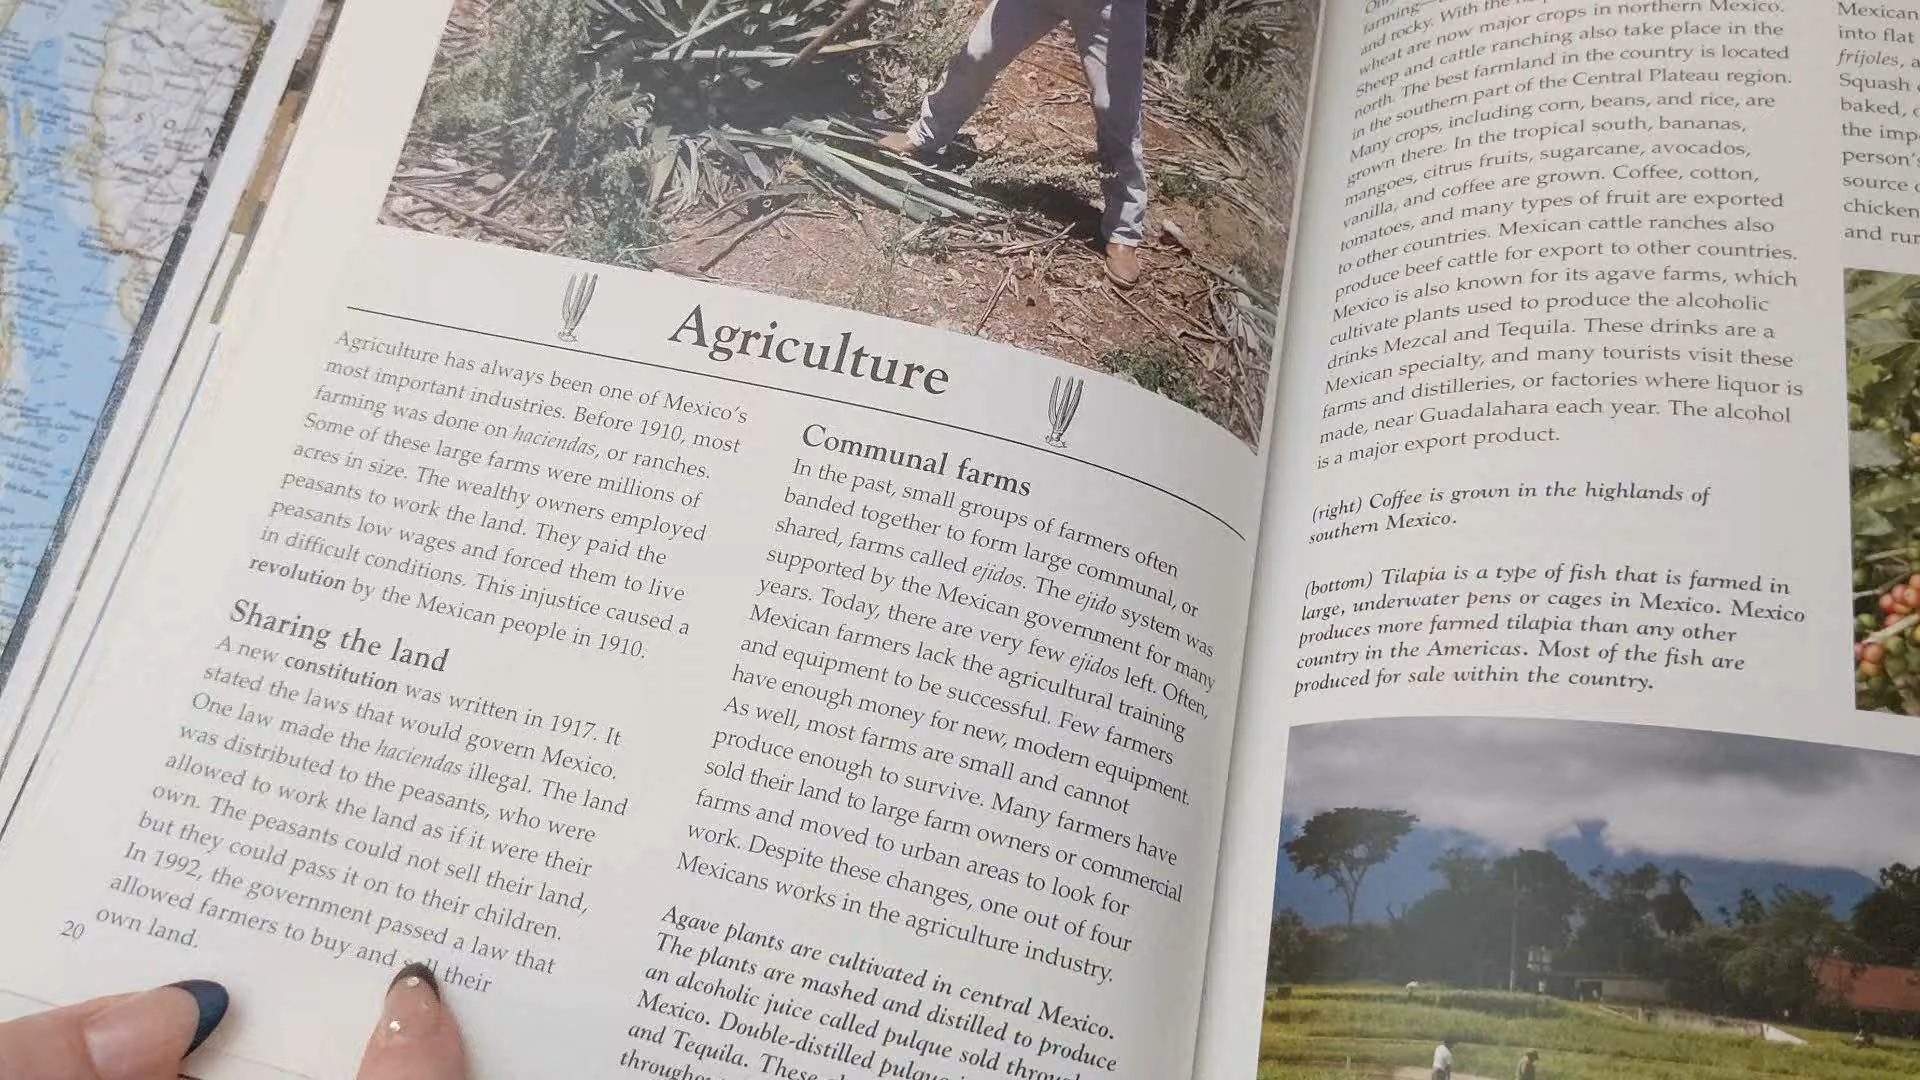 Agriculture
Agriculture has always been one of Mexico's
most important industries. Before 1910, most
farming was done on haciendas, or ranches.
Some of these large farms were millions of
acres in size. The wealthy owners employed
peasants to work the land. They paid the
peasants low wages and forced them to live
in difficult conditions. This injustice caused a
revolution by the Mexican people in 1910.
Sharing the land
A new constitution was written in 1917. It
stated the laws that would govern Mexico.
One law made the haciendas illegal. The land
was distributed to the peasants, who were
allowed to work the land as if it were their
own. The peasants could not sell their land,
but they could pass it on to their children.
In 1992, the government passed a law that
allowed farmers to buy and sell their
own land.
20
Communal farms
In the past, small groups of farmers often
banded together to form large communal, or
shared, farms called ejidos. The ejido system was
supported by the Mexican government for many
years. Today, there are very few ejidos left. Often,
Mexican farmers lack the agricultural training
and equipment to be successful. Few farmers
have enough money for new, modern equipment.
As well, most farms are small and cannot
produce enough to survive. Many farmers have
sold their land to large farm owners or commercial
farms and moved to urban areas to look for
work. Despite these changes, one out of four
Mexicans works in the agriculture industry.
Agave plants are cultivated in central Mexico.
The plants are mashed and distilled to produce
an alcoholic juice called pulque sold through
Mexico. Double-distilled pulque
and Tequila. These
farming
and rocky. With the
wheat are now major crops in northern Mexico.
Sheep and cattle ranching also take place in the
north. The best farmland in the country is located
in the southern part of the Central Plateau region.
Many crops, including corn, beans, and rice, are
grown there. In the tropical south, bananas,
mangoes, citrus fruits, sugarcane, avocados,
vanilla, and coffee are grown. Coffee, cotton,
tomatoes, and many types of fruit are exported
to other countries. Mexican cattle ranches also
produce beef cattle for export to other countries.
Mexico is also known for its agave farms, which
cultivate plants used to produce the alcoholic
drinks Mezcal and Tequila. These drinks are a
Mexican specialty, and many tourists visit these
farms and distilleries, or factories where liquor is
made, near Guadalahara each year. The alcohol
is a major export product.
(right) Coffee is grown in the highlands of
southern Mexico.
(bottom) Tilapia is a type of fish that is farmed in
large, underwater pens or cages in Mexico. Mexico
produces more farmed tilapia than any other
country in the Americas. Most of the fish are
produced for sale within the country.
Mexican
into flat
frijoles, a
Squash
baked,
the imp
person's
source
chicken
and